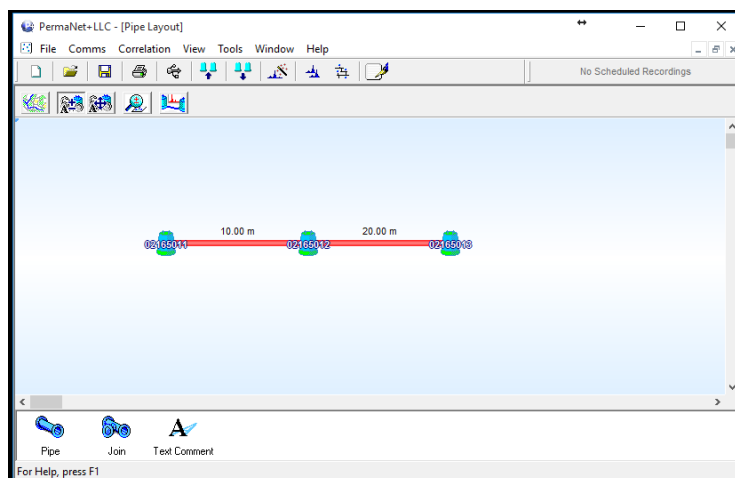 PermaNet+LLC - [Pipe Layout]
File Comms Correlation View Tools Window Help
No Scheduled Recordings
10.00 m 20.00 m
02165011 02165012 02165013
Pipe Join Text Comment
For Help, press F1